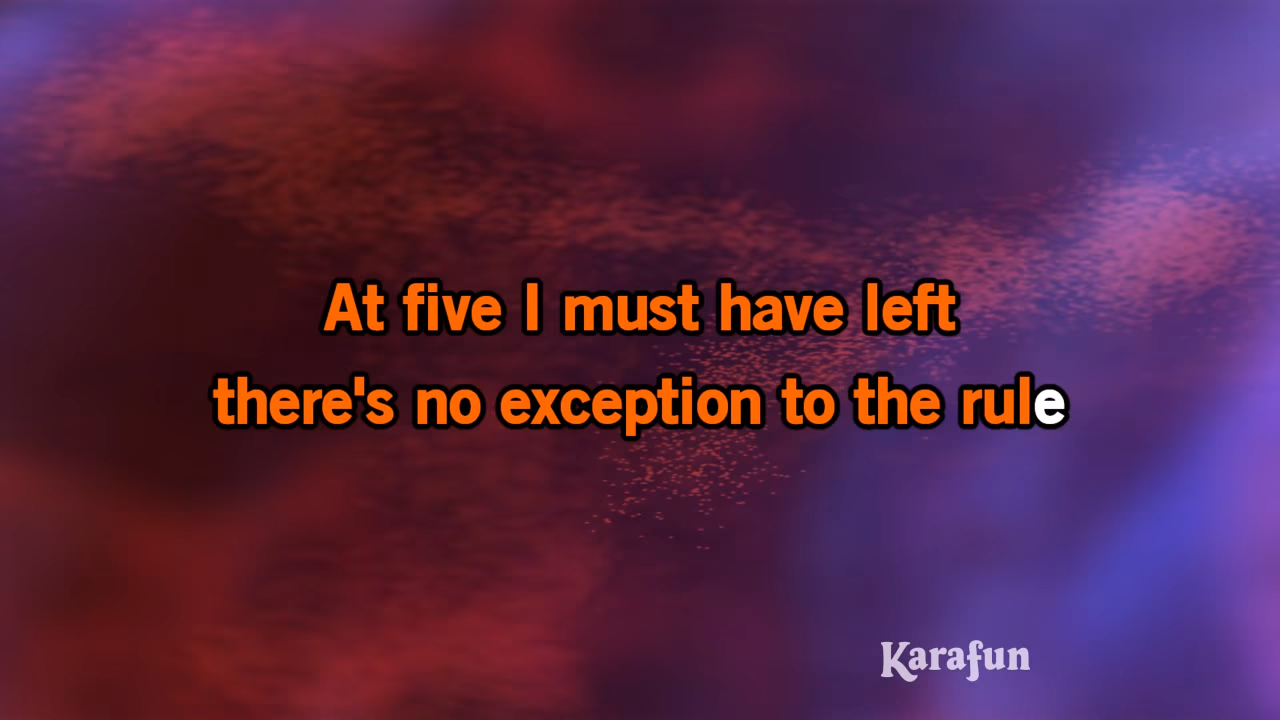 At five I must have left
there's no exception to the rule
Karafun